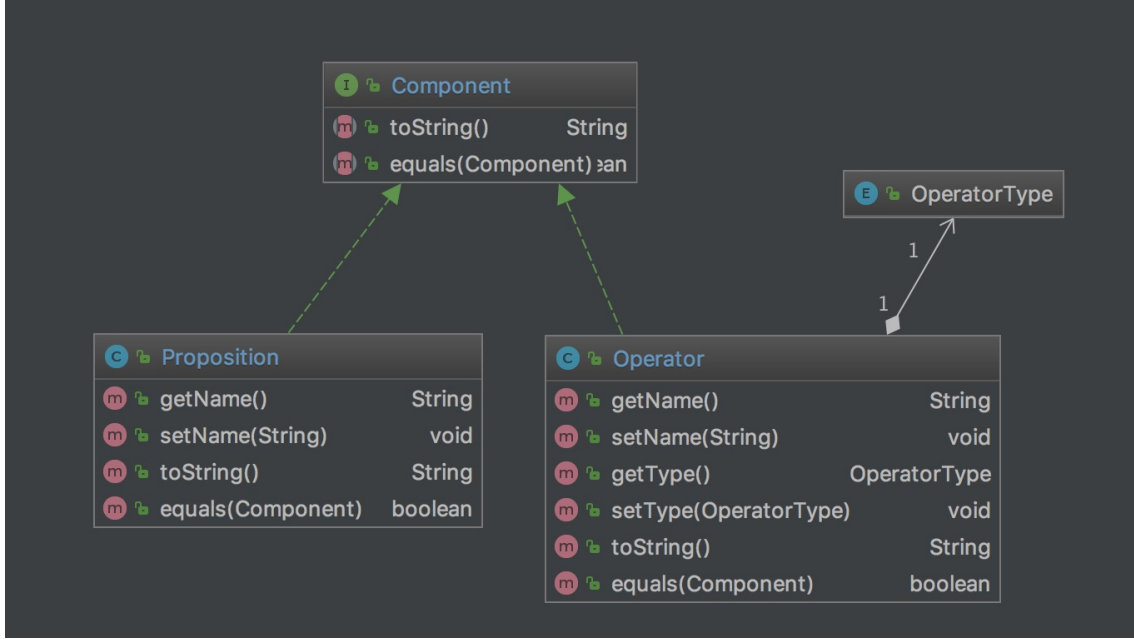 I Component
m toString() String
m equals(Component) :an
E OperatorType
1
1
C Proposition
m getName() String
m setName(String) void
m toString() String
m equals(Component) boolean
C Operator
m getName() String
m setName(String) void
m getType() OperatorType
m setType(OperatorType) void
m toString() String
m equals(Component) boolean